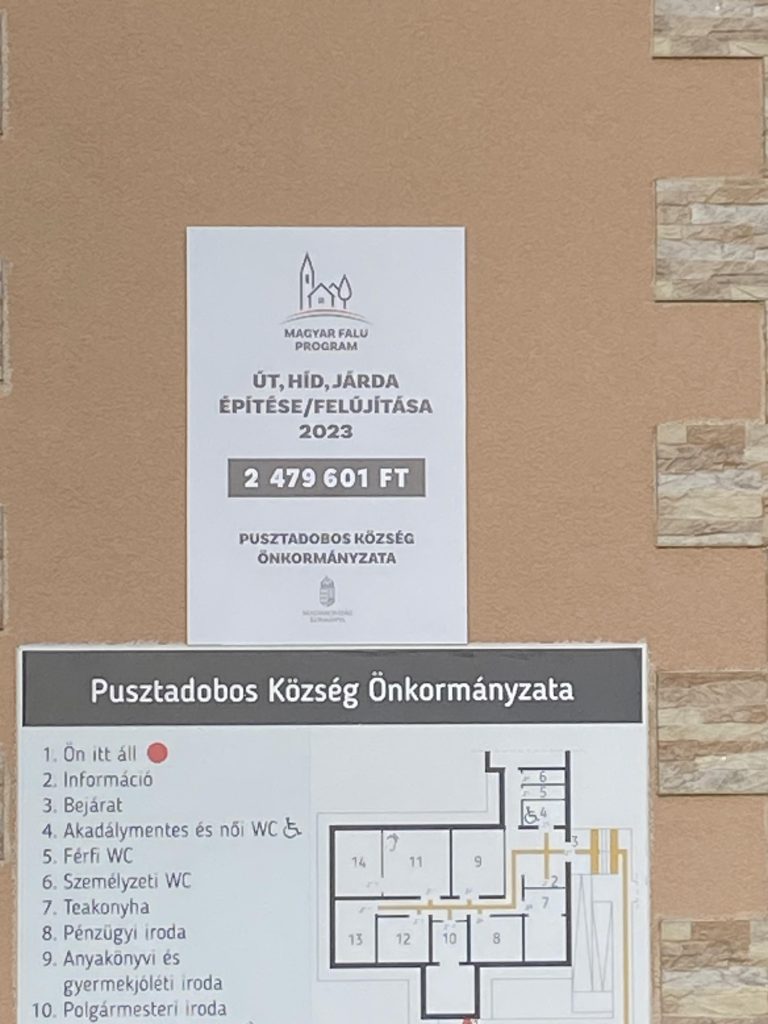 MAGYAR FALU
PROGRAM
ÚT, HÍD, JÁRDA
ÉPÍTÉSE/FELÚJÍTÁSA
2023
2 479 601 FT
PUSZTADOBOS KÖZSÉG
ÖNKORMÁNYZATA
MAGYARORSZÁG
KORMÁNYA
Pusztadobos Község Önkormányzata
1. Ön itt áll
2. Információ
3. Bejárat
4. Akadálymentes és női WC
5. Férfi WC
6. Személyzeti WC
7. Teakonyha
8. Pénzügyi iroda
9. Anyakönyvi és
gyermekjóléti iroda
10. Polgármesteri iroda
6
5
4
3
14
11
9
2
7
13
12
10
8